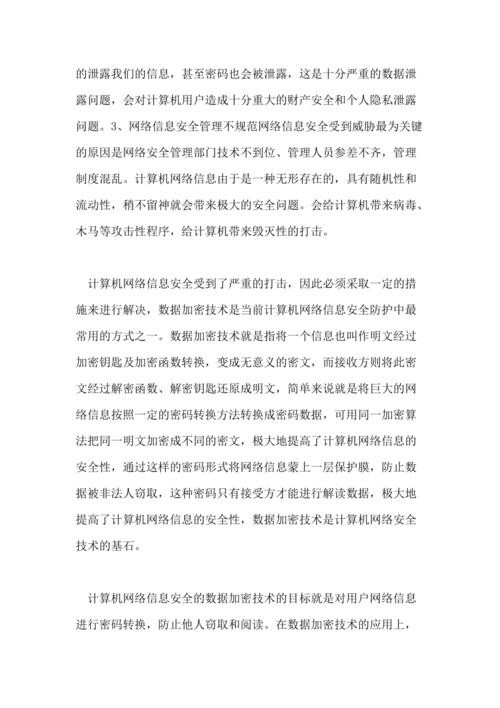 的泄露我们的信息，甚至密码也会被泄露，这是十分严重的数据泄
露问题，会对计算机用户造成十分重大的财产安全和个人隐私泄露
问题。3、网络信息安全管理不规范网络信息安全受到威胁最为关键
的原因是网络安全管理部门技术不到位、管理人员参差不齐，管理
制度混乱。计算机网络信息由于是一种无形存在的，具有随机性和
流动性，稍不留神就会带来极大的安全问题。会给计算机带来病毒、
木马等攻击性程序，给计算机带来毁灭性的打击。
计算机网络信息安全受到了严重的打击，因此必须采取一定的措
施来进行解决，数据加密技术是当前计算机网络信息安全防护中最
常用的方式之一。数据加密技术就是指将一个信息也叫作明文经过
加密钥匙及加密函数转换，变成无意义的密文，而接收方则将此密
文经过解密函数、解密钥匙还原成明文，简单来说就是将巨大的网
络信息按照一定的密码转换方法转换成密码数据，可用同一加密算
法把同一明文加密成不同的密文，极大地提高了计算机网络信息的
安全性，通过这样的密码形式将网络信息蒙上一层保护膜，防止数
据被非法人窃取，这种密码只有接受方才能进行解读数据，极大地
提高了计算机网络信息的安全性，数据加密技术是计算机网络安全
技术的基石。
计算机网络信息安全的数据加密技术的目标就是对用户网络信息
进行密码转换，防止他人窃取和阅读。在数据加密技术的应用上，